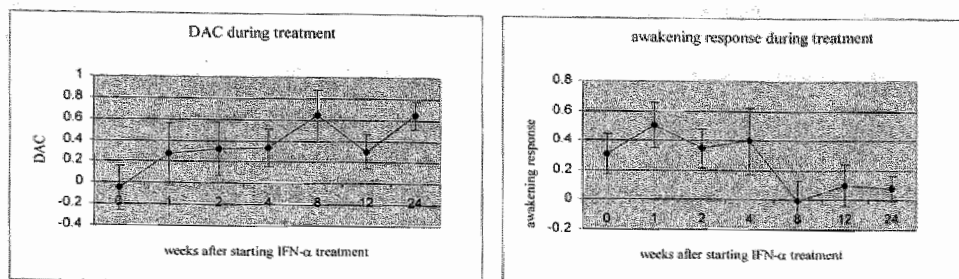 DAC during treatment
1
0.8
0.6
0.4
0.2
0
-0.2
-0.4
DAC
0 1 2 4 8 12 24
weeks after starting IFN-α treatment
awakening response during treatment
0.8
0.6
0.4
0.2
0
-0.2
awakening response
0 1 2 4 8 12 24
weeks after starting IFN-α treatment